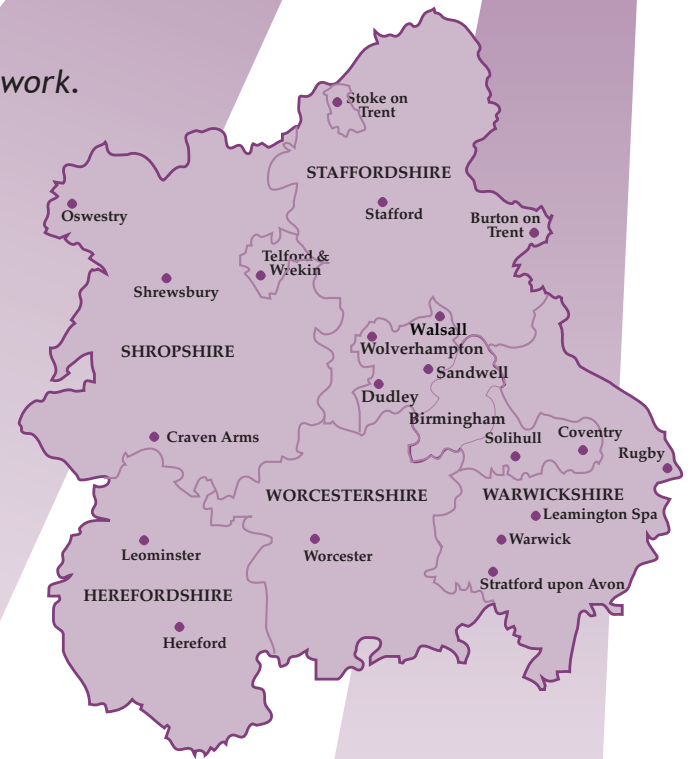 work.
Stoke on
Trent
STAFFORDSHIRE
Stafford
Burton on
Trent
Oswestry
Telford &
Wrekin
Shrewsbury
Walsall
Wolverhampton
SHROPSHIRE
Sandwell
Dudley
Birmingham
Craven Arms
Solihull
Coventry
Rugby
WORCESTERSHIRE
WARWICKSHIRE
Leamington Spa
Leominster
Worcester
Warwick
Stratford upon Avon
HEREFORDSHIRE
Hereford